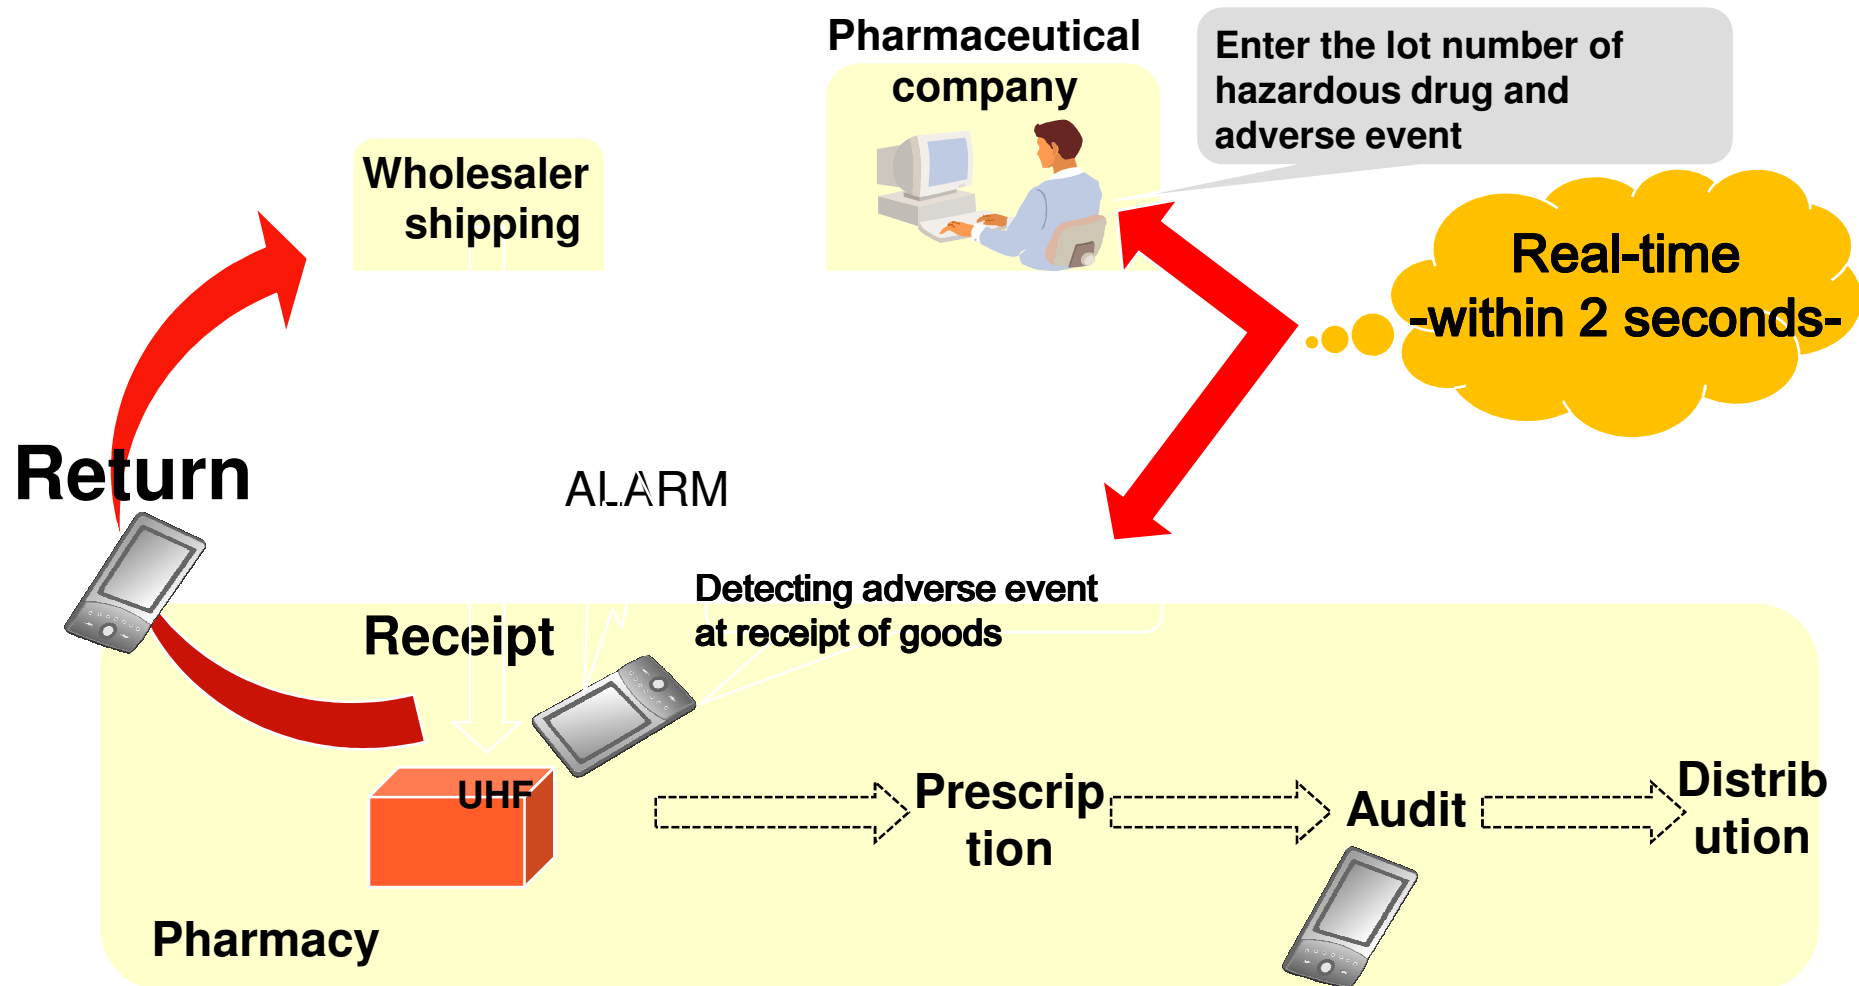 Pharmaceutical
company
Enter the lot number of
hazardous drug and
adverse event
Wholesaler
shipping
Real-time
-within 2 seconds-
Return
ALARM
Detecting adverse event
at receipt of goods
Receipt
UHF
Prescrip
tion
Audit
Distrib
ution
Pharmacy